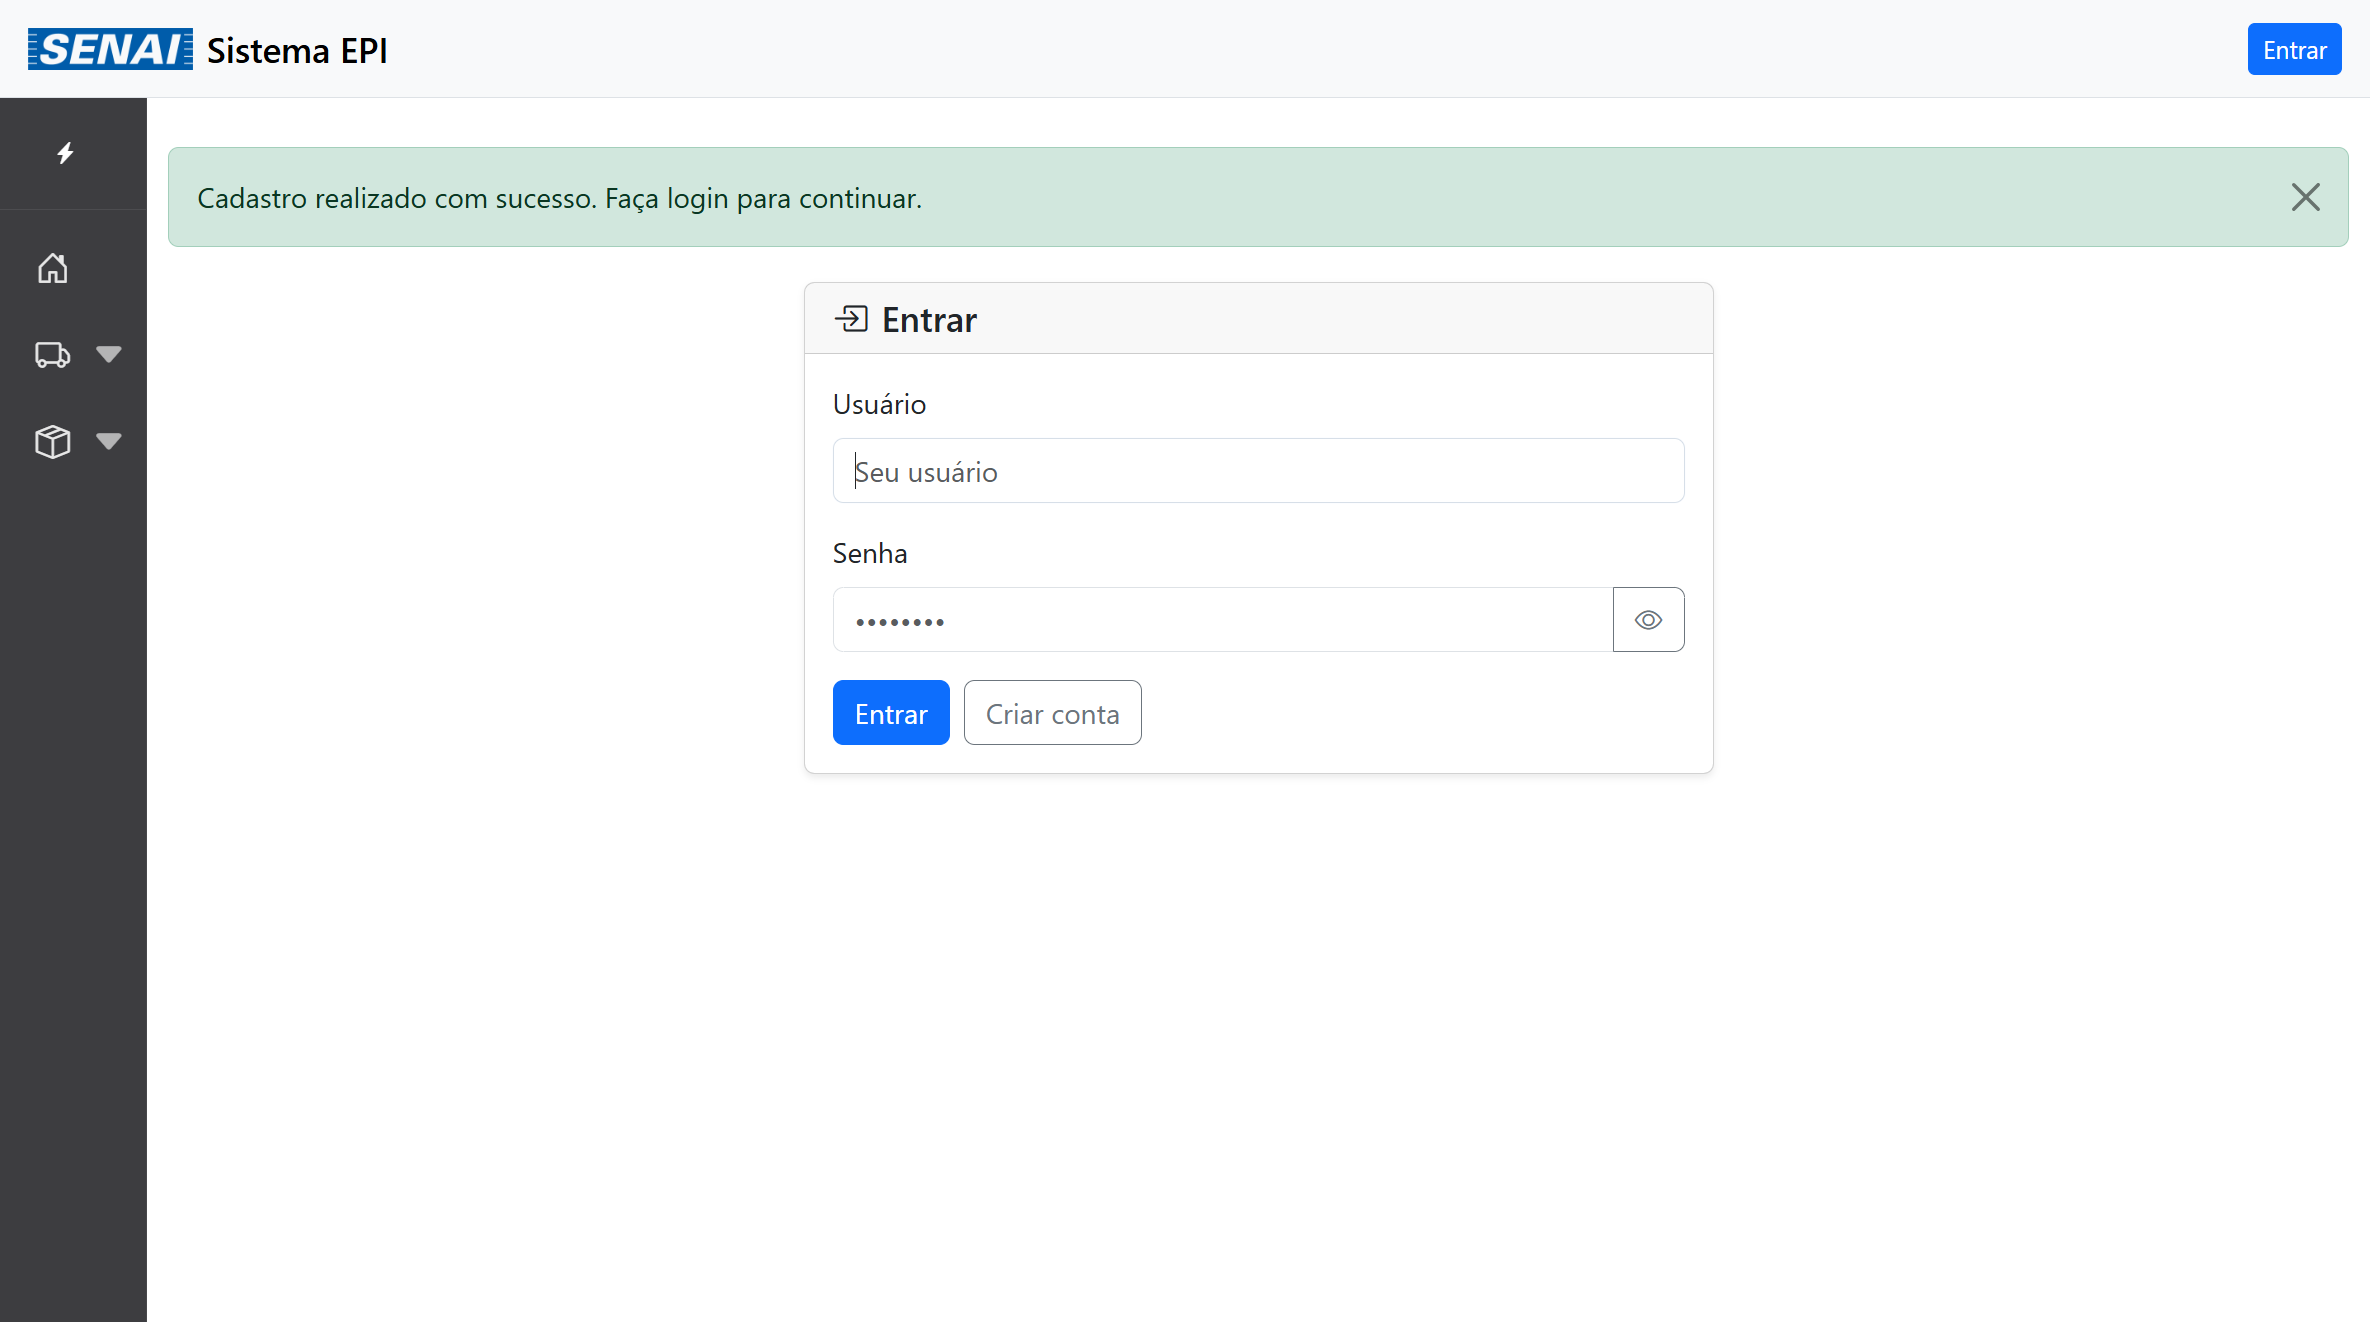 SENAI Sistema EPI
Entrar
Cadastro realizado com sucesso. Faça login para continuar.
Entrar
Usuário
Seu usuário
Senha
••••••••
Entrar
Criar conta